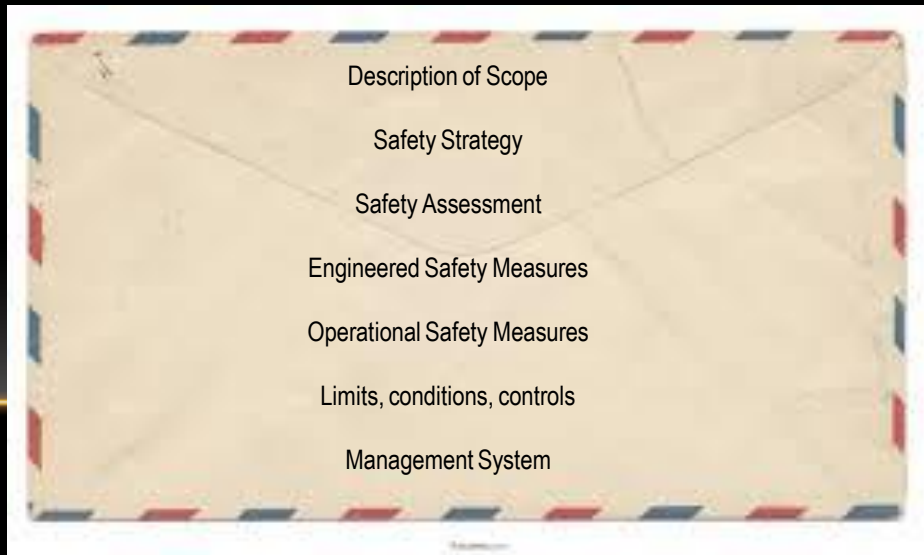 Description of Scope
Safety Strategy
Safety Assessment
Engineered Safety Measures
Operational Safety Measures
Limits, conditions, controls
Management System